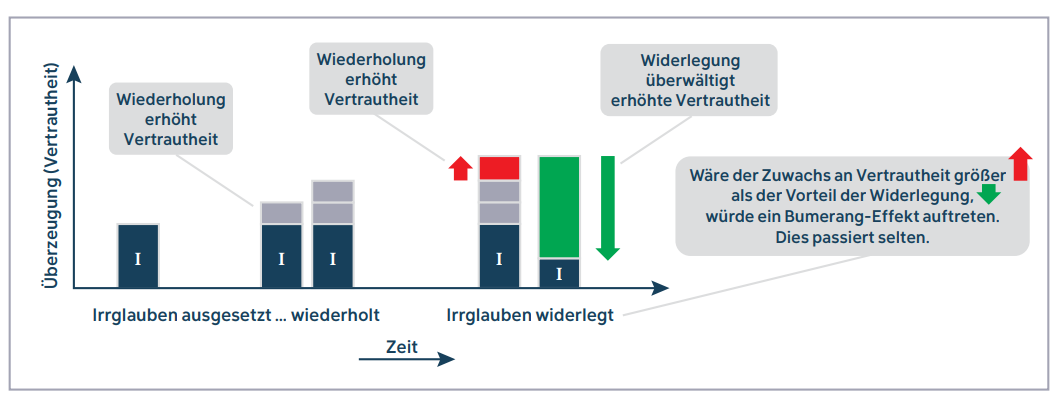 Überzeugung (Vertrautheit)
Wiederholung
erhöht
Vertrautheit
Wiederholung
erhöht
Vertrautheit
Widerlegung
überwältigt
erhöhte Vertrautheit
Wäre der Zuwachs an Vertrautheit größer
als der Vorteil der Widerlegung,
würde ein Bumerang-Effekt auftreten.
Dies passiert selten.
I
I
I
I
I
Irrglauben ausgesetzt ... wiederholt
Irrglauben widerlegt
Zeit